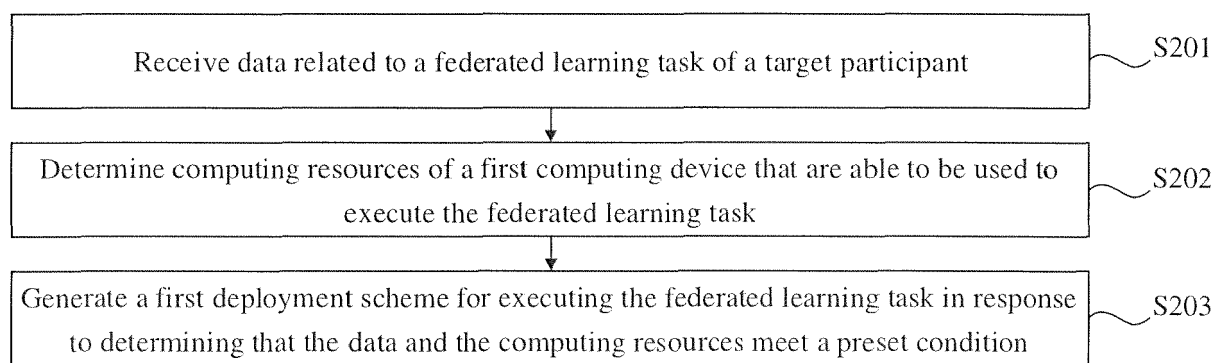 Receive data related to a federated learning task of a target participant
S201
Determine computing resources of a first computing device that are able to be used to
execute the federated learning task
S202
Generate a first deployment scheme for executing the federated learning task in response
to determining that the data and the computing resources meet a preset condition
S203